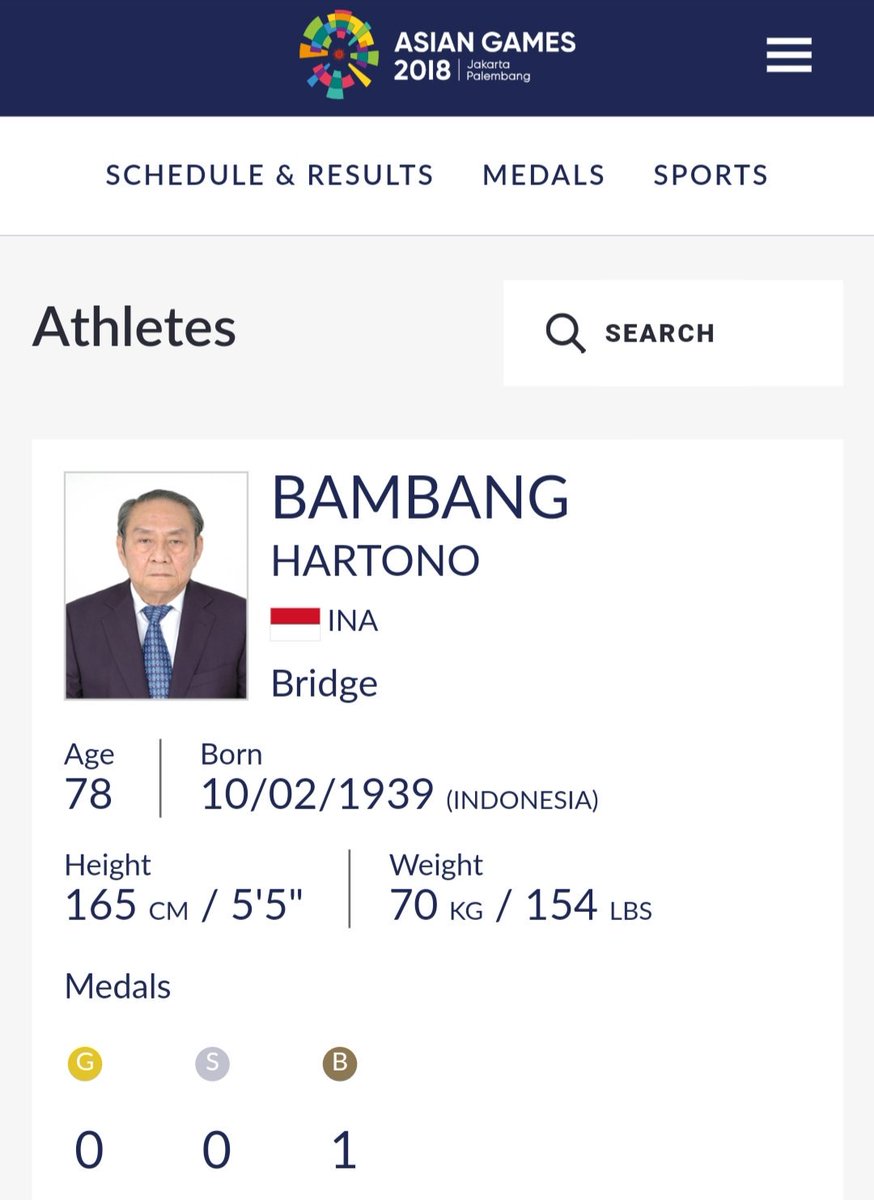 ASIAN GAMES
2018 | Jakarta
Palembang
SCHEDULE & RESULTS MEDALS SPORTS
Athletes
SEARCH
BAMBANG
HARTONO
INA
Bridge
Age Born
78 10/02/1939 (INDONESIA)
Height Weight
165 CM / 5'5" 70 KG / 154 LBS
Medals
G S B
0 0 1